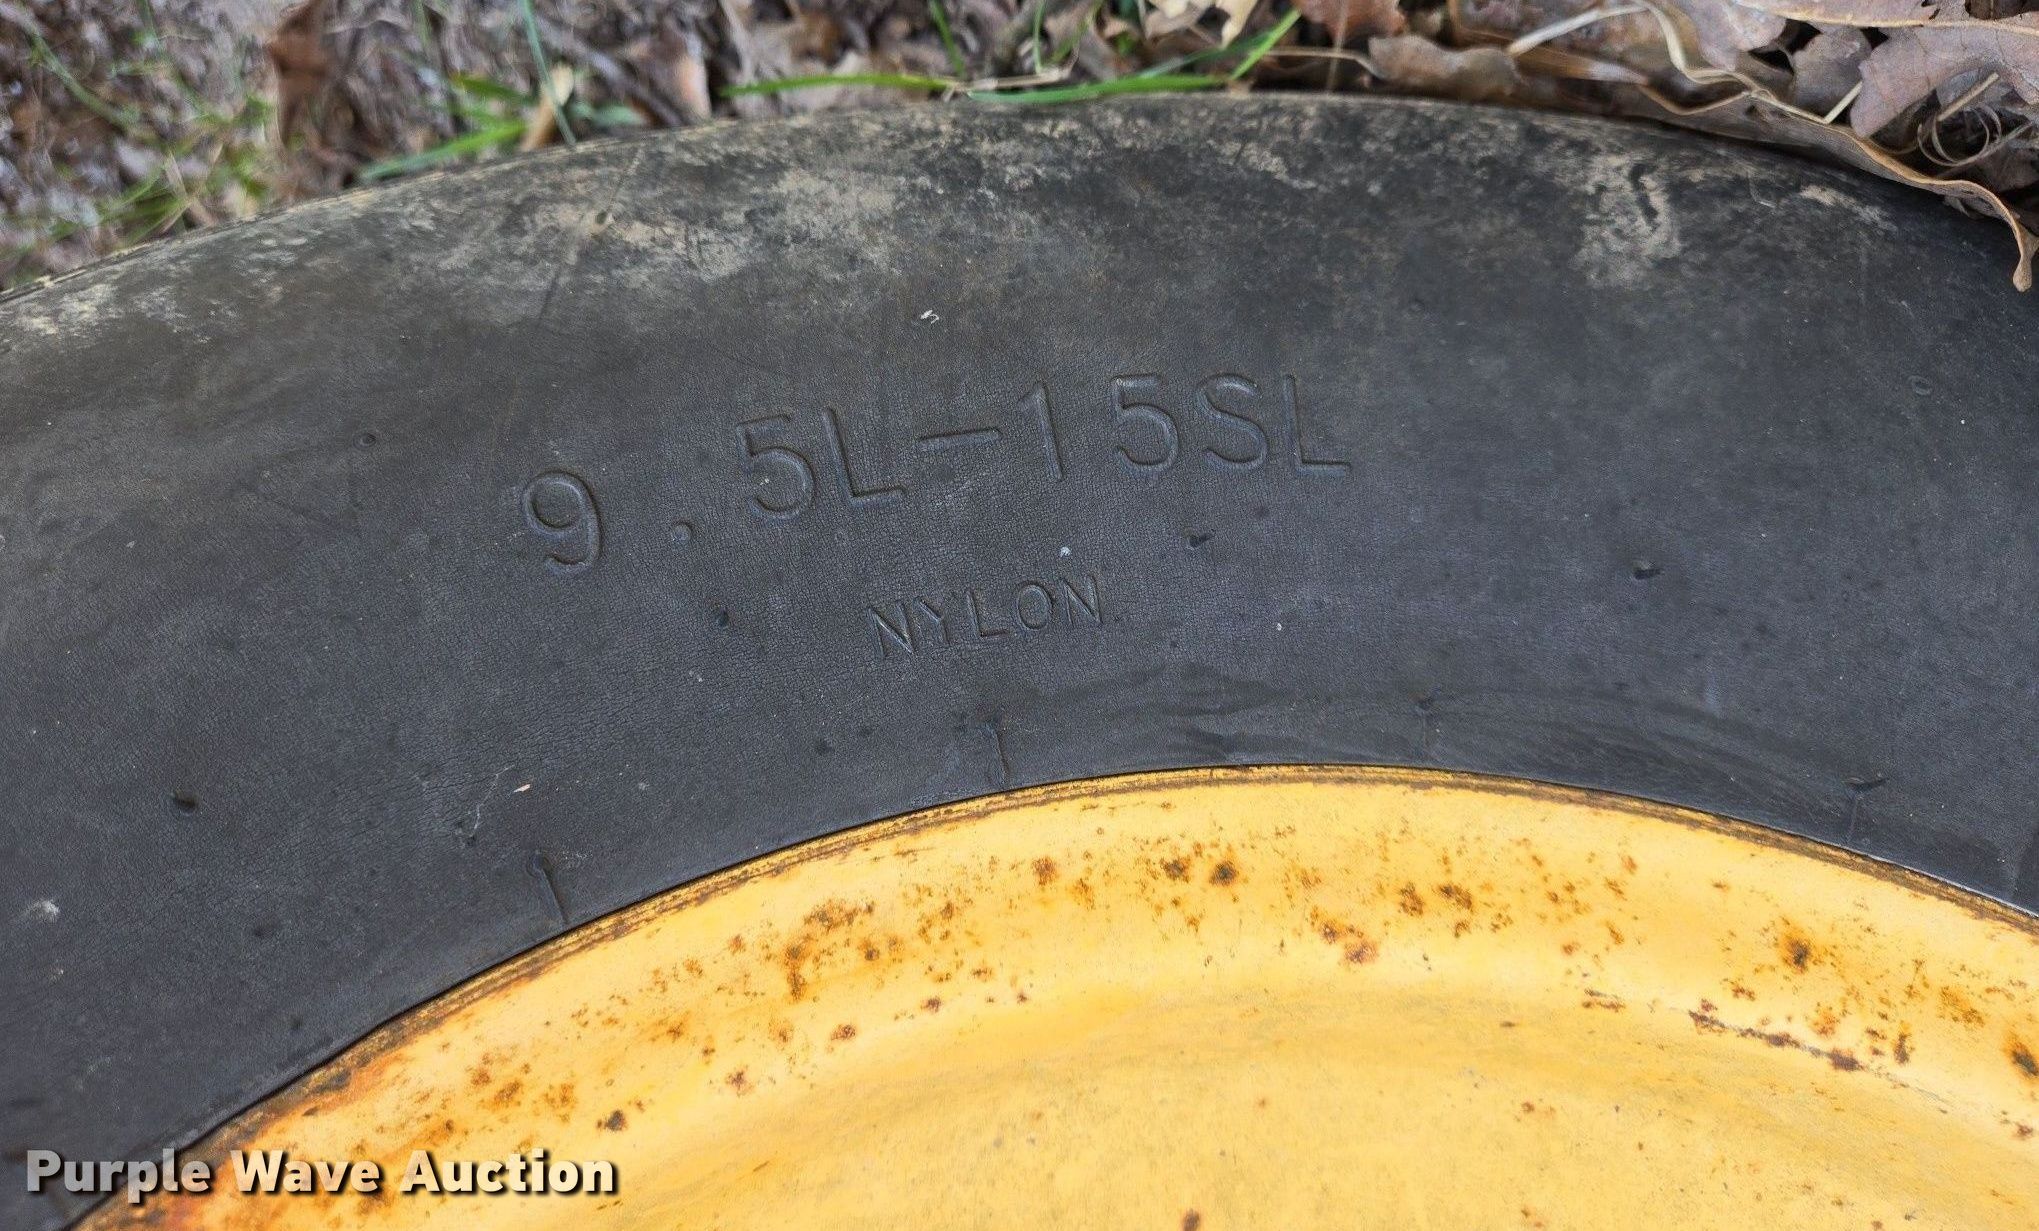 9.5L-15SL
NYLON
Purple Wave Auction